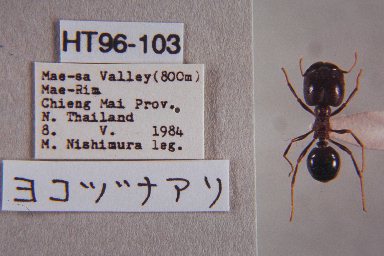 HT96-103
Mae-sa Valley(800m)
Mae-Rim
Chieng Mai Prov.
N. Thailand
8. V. 1984
M. Nishimura leg.
ヨコヅナアリ